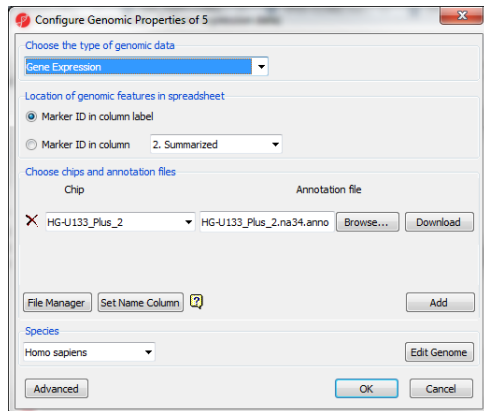 Configure Genomic Properties of 5
Choose the type of genomic data
Gene Expression
Location of genomic features in spreadsheet
Marker ID in column label
Marker ID in column 2. Summarized
Choose chips and annotation files
Chip Annotation file
HG-U133_Plus_2 HG-U133_Plus_2.na34.anno Browse... Download
File Manager Set Name Column ? Add
Species
Homo sapiens Edit Genome
Advanced OK Cancel